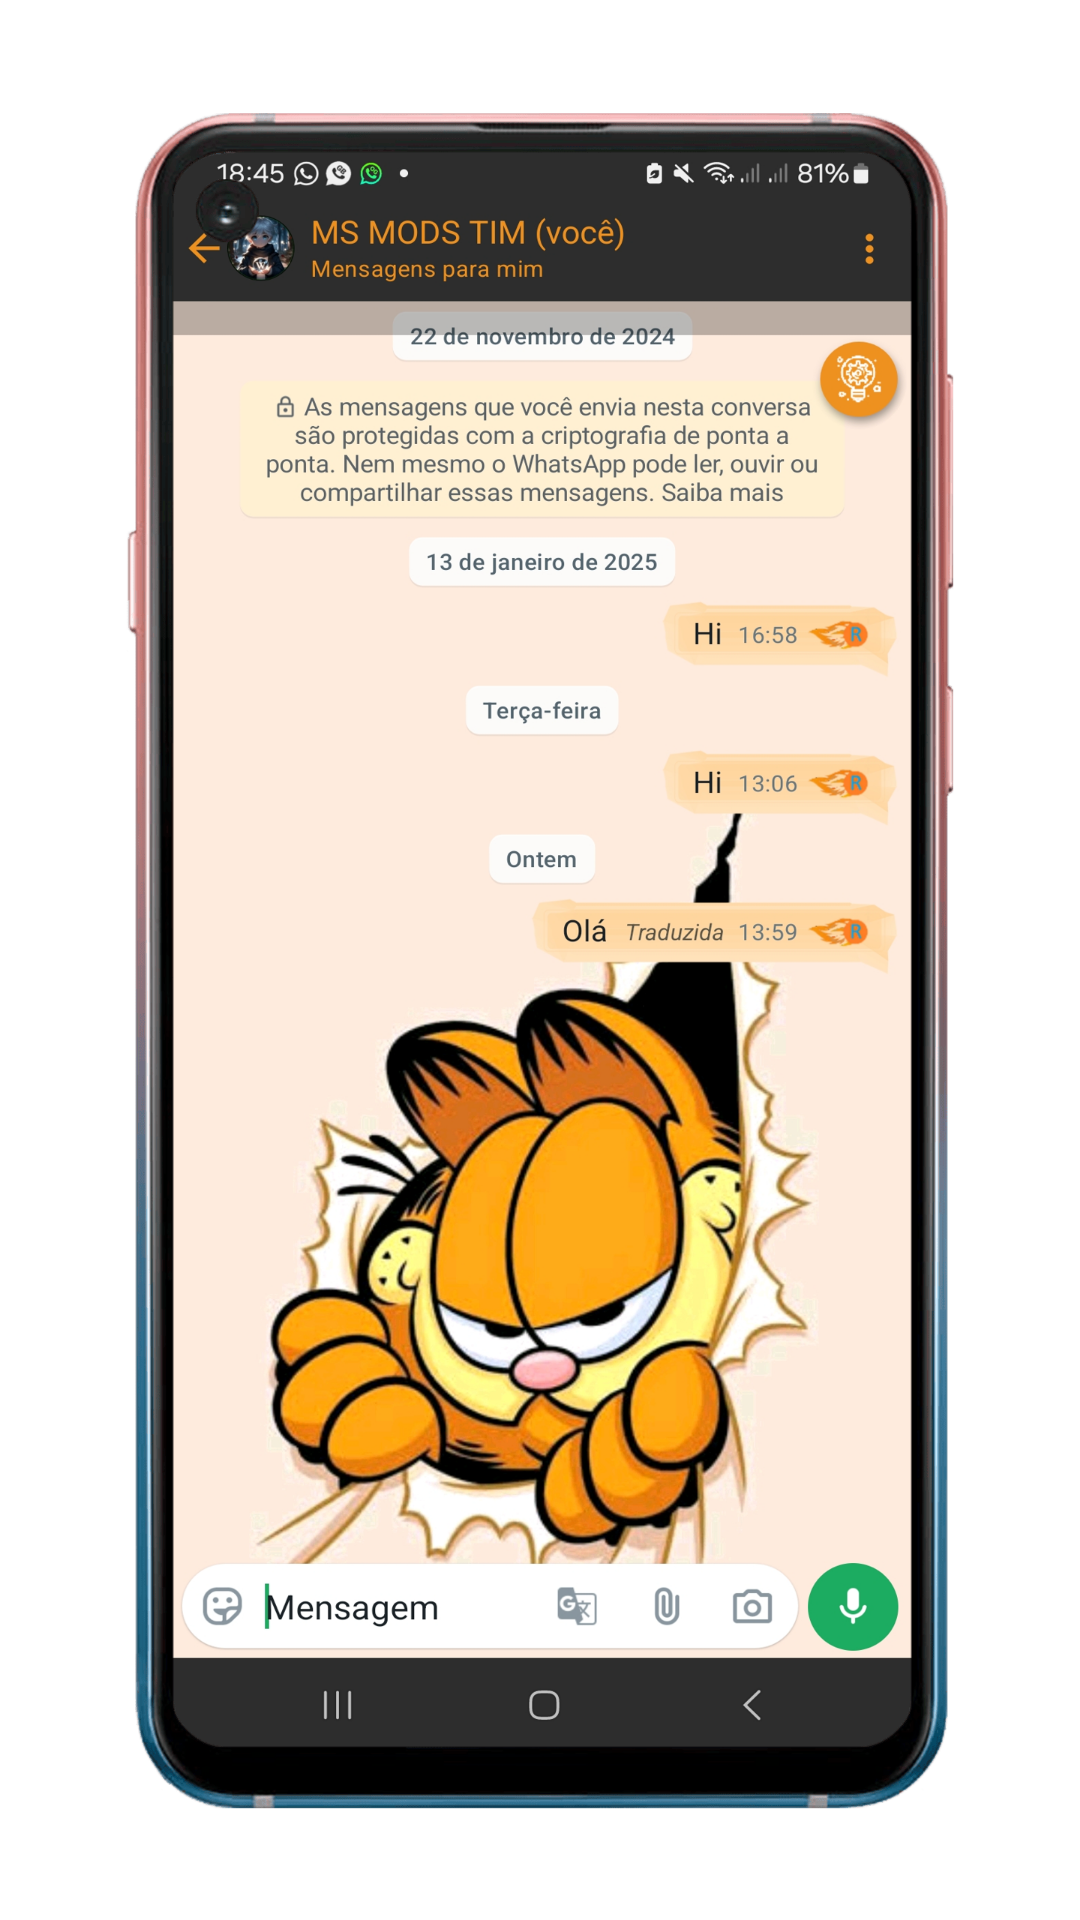 18:45
81%
MS MODS TIM (você)
Mensagens para mim
22 de novembro de 2024
As mensagens que você envia nesta conversa
são protegidas com a criptografia de ponta a
ponta. Nem mesmo o WhatsApp pode ler, ouvir ou
compartilhar essas mensagens. Saiba mais
13 de janeiro de 2025
Hi 16:58 R
Terça-feira
Hi 13:06 R
Ontem
Olá Traduzida 13:59 R
Mensagem